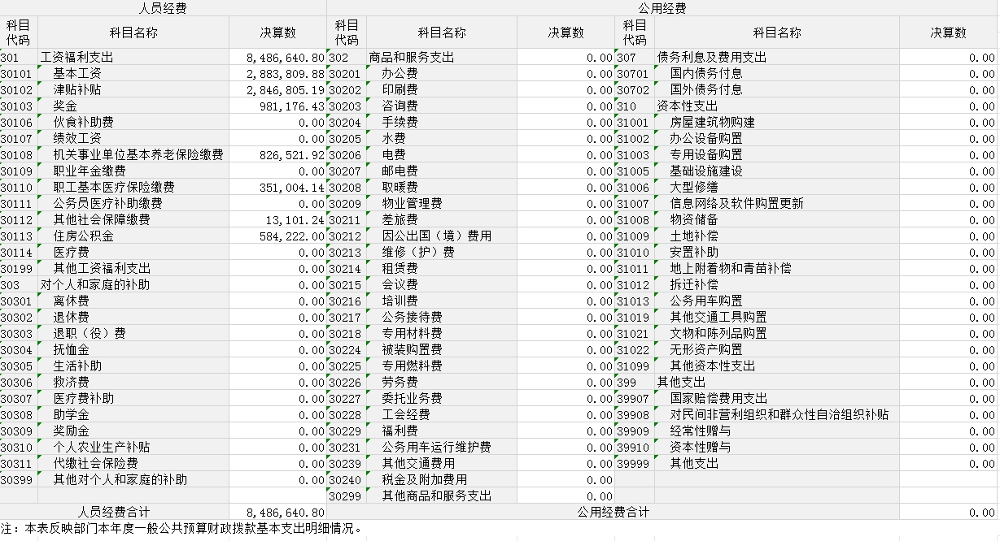 人员经费 公用经费
科目代码 科目名称 决算数 科目代码 科目名称 决算数 科目代码 科目名称 决算数
301 工资福利支出 8,486,640.80 302 商品和服务支出 0.00 307 债务利息及费用支出 0.00
30101 基本工资 2,883,809.88 30201 办公费 0.00 30701 国内债务付息 0.00
30102 津贴补贴 2,846,805.19 30202 印刷费 0.00 30702 国外债务付息 0.00
30103 奖金 981,176.43 30203 咨询费 0.00 310 资本性支出 0.00
30106 伙食补助费 0.00 30204 手续费 0.00 31001 房屋建筑物购建 0.00
30107 绩效工资 0.00 30205 水费 0.00 31002 办公设备购置 0.00
30108 机关事业单位基本养老保险缴费 826,521.92 30206 电费 0.00 31003 专用设备购置 0.00
30109 职业年金缴费 0.00 30207 邮电费 0.00 31005 基础设施建设 0.00
30110 职工基本医疗保险缴费 351,004.14 30208 取暖费 0.00 31006 大型修缮 0.00
30111 公务员医疗补助缴费 0.00 30209 物业管理费 0.00 31007 信息网络及软件购置更新 0.00
30112 其他社会保障缴费 13,101.24 30211 差旅费 0.00 31008 物资储备 0.00
30113 住房公积金 584,222.00 30212 因公出国（境）费用 0.00 31009 土地补偿 0.00
30114 医疗费 0.00 30213 维修（护）费 0.00 31010 安置补助 0.00
30199 其他工资福利支出 0.00 30214 租赁费 0.00 31011 地上附着物和青苗补偿 0.00
303 对个人和家庭的补助 0.00 30215 会议费 0.00 31012 拆迁补偿 0.00
30301 离休费 0.00 30216 培训费 0.00 31013 公务用车购置 0.00
30302 退休费 0.00 30217 公务接待费 0.00 31019 其他交通工具购置 0.00
30303 退职（役）费 0.00 30218 专用材料费 0.00 31021 文物和陈列品购置 0.00
30304 抚恤金 0.00 30224 被装购置费 0.00 31022 无形资产购置 0.00
30305 生活补助 0.00 30225 专用燃料费 0.00 31099 其他资本性支出 0.00
30306 救济费 0.00 30226 劳务费 0.00 399 其他支出 0.00
30307 医疗费补助 0.00 30227 委托业务费 0.00 39907 国家赔偿费用支出 0.00
30308 助学金 0.00 30228 工会经费 0.00 39908 对民间非营利组织和群众性自治组织补贴 0.00
30309 奖励金 0.00 30229 福利费 0.00 39909 经常性赠与 0.00
30310 个人农业生产补贴 0.00 30231 公务用车运行维护费 0.00 39910 资本性赠与 0.00
30311 代缴社会保险费 0.00 30239 其他交通费用 0.00 39999 其他支出 0.00
30399 其他对个人和家庭的补助 0.00 30240 税金及附加费用 0.00
30299 其他商品和服务支出 0.00
人员经费合计 8,486,640.80 公用经费合计 0.00
注：本表反映部门本年度一般公共预算财政拨款基本支出明细情况。